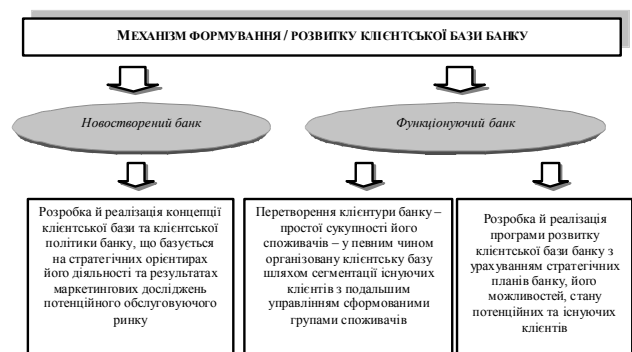 МЕХАНІЗМ ФОРМУВАННЯ / РОЗВИТКУ КЛІЄНТСЬКОЇ БАЗИ БАНКУ
Новостворений банк
Функціонуючий банк
Розробка й реалізація концепції
клієнтської бази та клієнтської
політики банку, що базується
на стратегічних орієнтирах
його діяльності та результатах
маркетингових досліджень
потенційного обслуговуючого
ринку
Перетворення клієнтури банку –
простої сукупності його
споживачів – у певним чином
організовану клієнтську базу
шляхом сегментації існуючих
клієнтів з подальшим
управлінням сформованими
групами споживачів
Розробка й реалізація
програми розвитку
клієнтської бази банку з
урахуванням стратегічних
планів банку, його
можливостей, стану
потенційних та існуючих
клієнтів